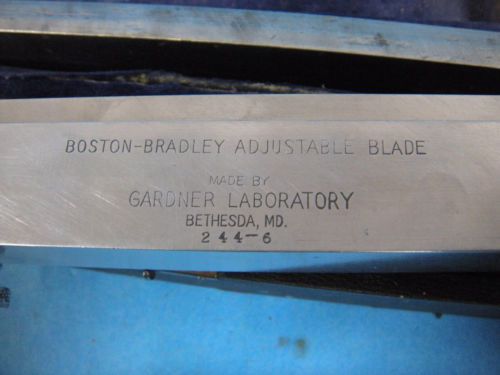 BOSTON-BRADLEY ADJUSTABLE BLADE
MADE BY
GARDNER LABORATORY
BETHESDA, MD.
244-6